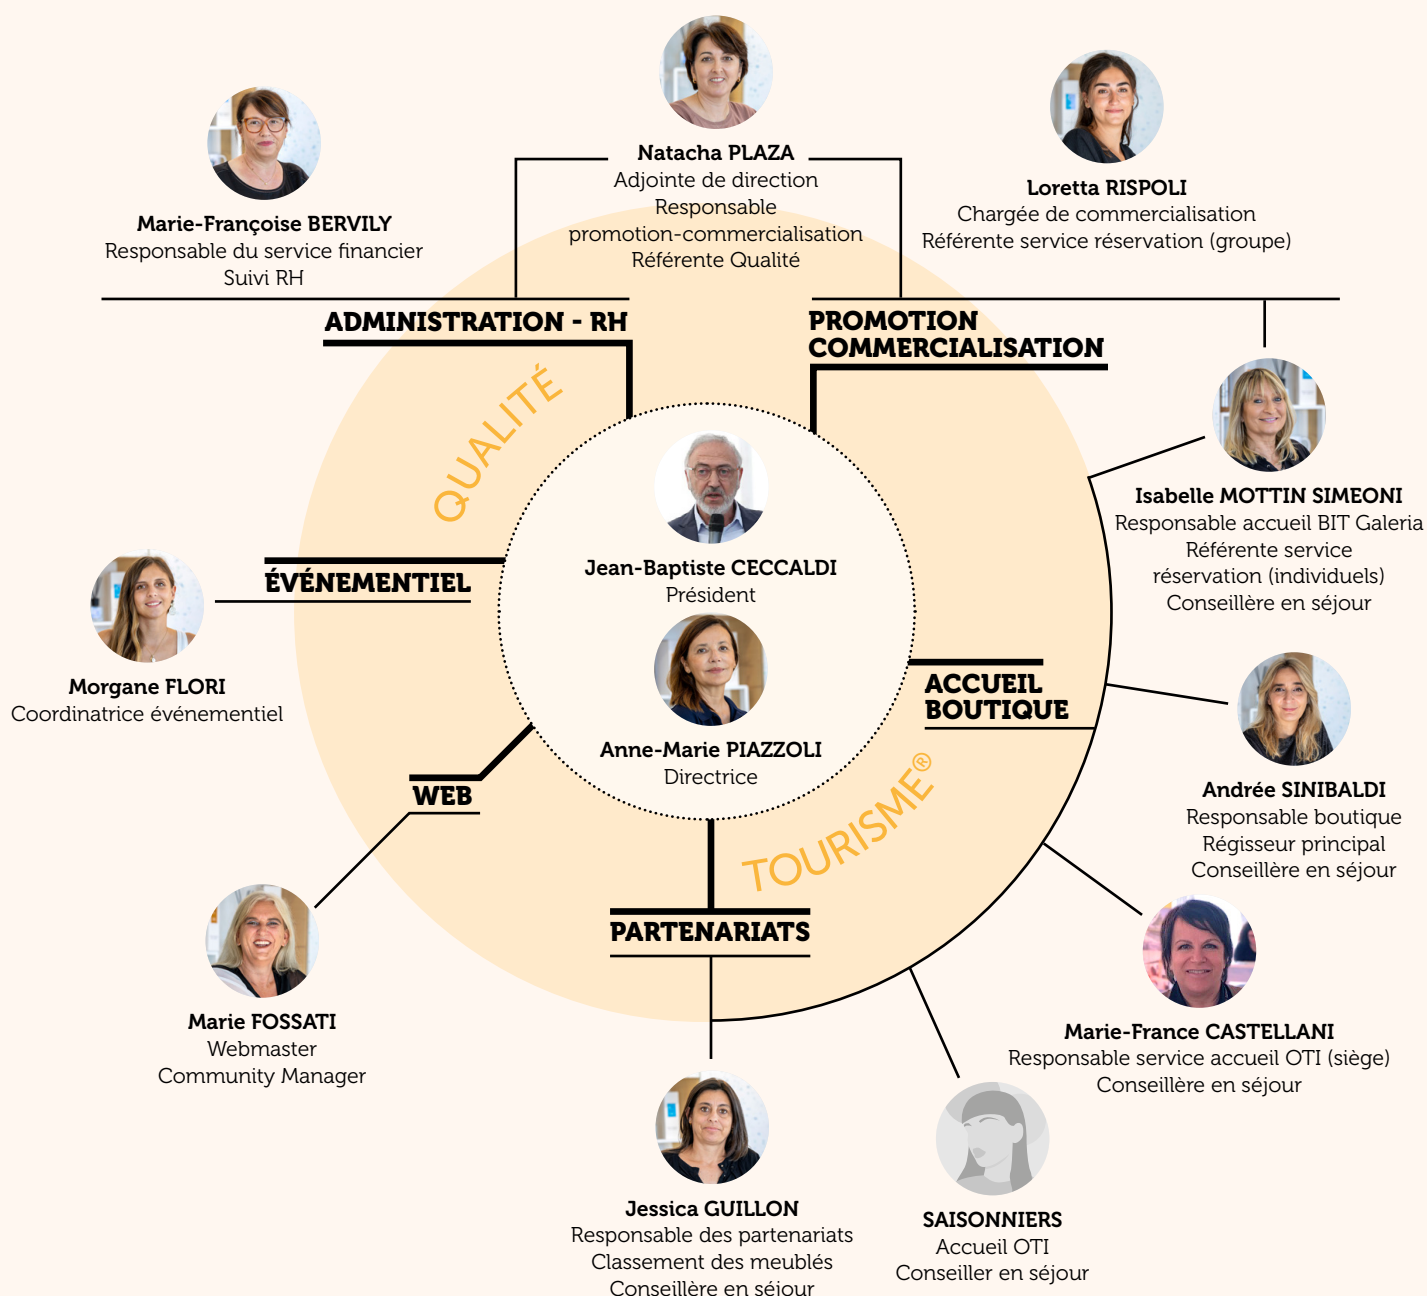 Natacha PLAZA
Adjointe de direction
Responsable
promotion-commercialisation
Référente Qualité
Marie-Françoise BERVILY
Responsable du service financier
Suivi RH
Loretta RISPOLI
Chargée de commercialisation
Référente service réservation (groupe)
ADMINISTRATION - RH
PROMOTION
COMMERCIALISATION
QUALITÉ
Jean-Baptiste CECCALDI
Président
Anne-Marie PIAZZOLI
Directrice
Isabelle MOTTIN SIMEONI
Responsable accueil BIT Galeria
Référente service
réservation (individuels)
Conseillère en séjour
ÉVÉNEMENTIEL
Morgane FLORI
Coordinatrice événementiel
ACCUEIL
BOUTIQUE
Andrée SINIBALDI
Responsable boutique
Régisseur principal
Conseillère en séjour
WEB
TOURISME®
PARTENARIATS
Marie FOSSATI
Webmaster
Community Manager
Marie-France CASTELLANI
Responsable service accueil OTI (siège)
Conseillère en séjour
Jessica GUILLON
Responsable des partenariats
Classement des meublés
Conseillère en séjour
SAISONNIERS
Accueil OTI
Conseiller en séjour